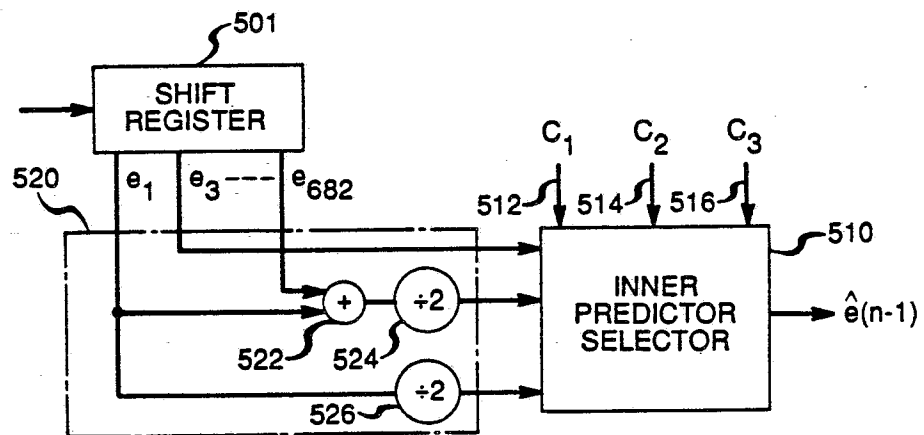 501
SHIFT
REGISTER
520
e1
e3 ---- e682
C1
C2
C3
512
514
516
510
+
÷2
INNER
PREDICTOR
SELECTOR
ê(n-1)
522
524
÷2
526